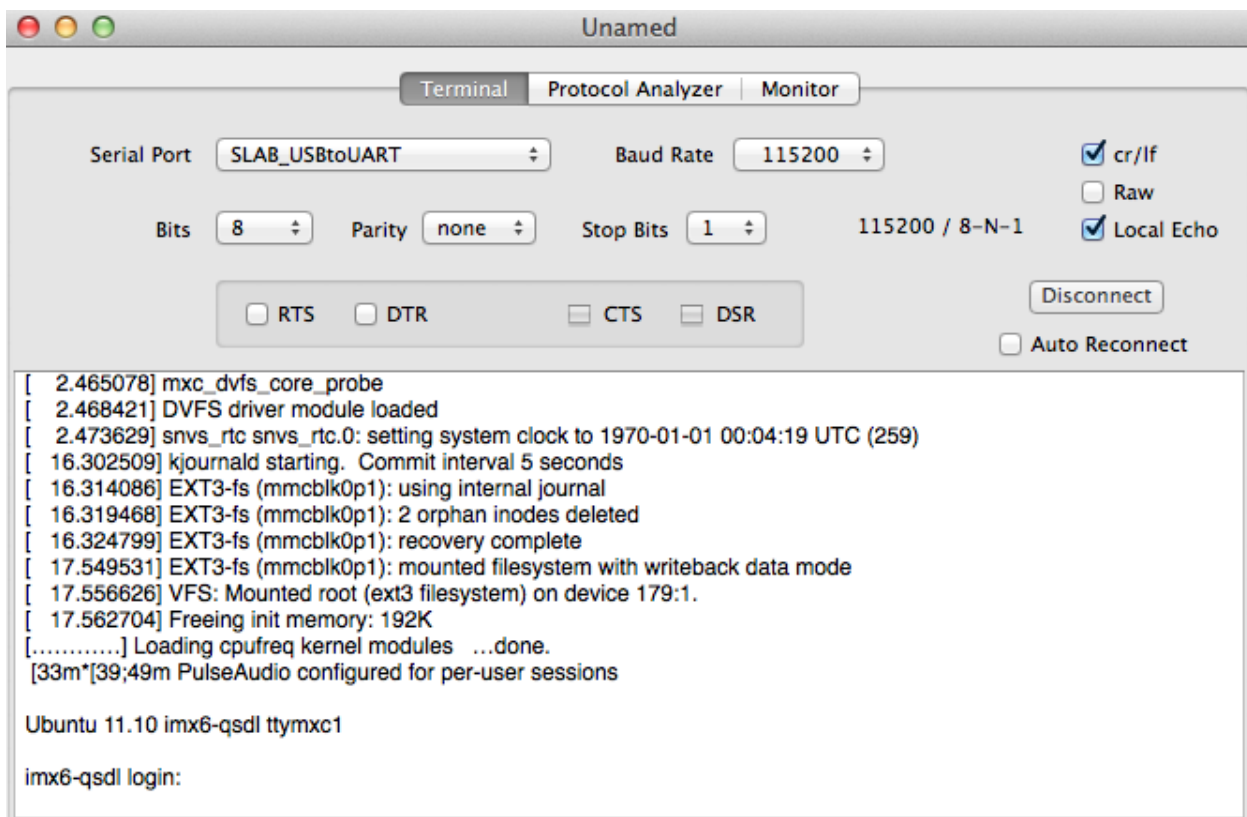 Unamed
Terminal Protocol Analyzer Monitor
Serial Port SLAB_USBtoUART Baud Rate 115200 cr/lf
Raw
Bits 8 Parity none Stop Bits 1 115200 / 8-N-1 Local Echo
RTS DTR CTS DSR Disconnect
Auto Reconnect
[    2.465078] mxc_dvfs_core_probe
[    2.468421] DVFS driver module loaded
[    2.473629] snvs_rtc snvs_rtc.0: setting system clock to 1970-01-01 00:04:19 UTC (259)
[   16.302509] kjournald starting.  Commit interval 5 seconds
[   16.314086] EXT3-fs (mmcblk0p1): using internal journal
[   16.319468] EXT3-fs (mmcblk0p1): 2 orphan inodes deleted
[   16.324799] EXT3-fs (mmcblk0p1): recovery complete
[   17.549531] EXT3-fs (mmcblk0p1): mounted filesystem with writeback data mode
[   17.556626] VFS: Mounted root (ext3 filesystem) on device 179:1.
[   17.562704] Freeing init memory: 192K
[…………] Loading cpufreq kernel modules   …done.
[33m*[39;49m PulseAudio configured for per-user sessions
Ubuntu 11.10 imx6-qsdl ttymxc1
imx6-qsdl login: